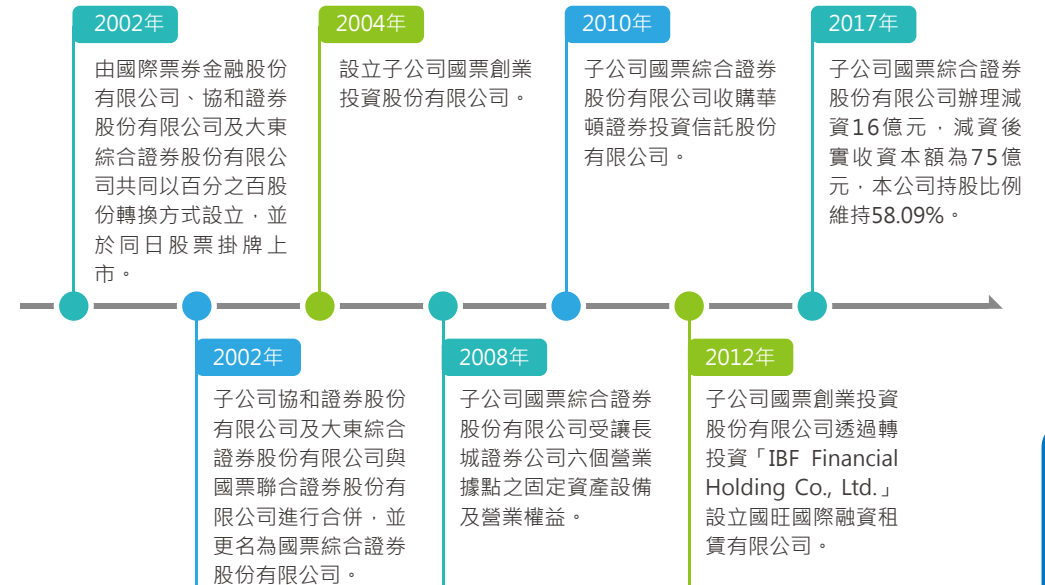 2002年
由國際票券金融股份
有限公司、協和證券
股份有限公司及大東
綜合證券股份有限公
司共同以百分之百股
份轉換方式設立，並
於同日股票掛牌上
市。
2004年
設立子公司國票創業
投資股份有限公司。
2010年
子公司國票綜合證券
股份有限公司收購華
頓證券投資信託股份
有限公司。
2017年
子公司國票綜合證券
股份有限公司辦理減
資16億元，減資後
實收資本額為75億
元，本公司持股比例
維持58.09%。
2002年
子公司協和證券股份
有限公司及大東綜合
證券股份有限公司與
國票聯合證券股份有
限公司進行合併，並
更名為國票綜合證券
股份有限公司。
2008年
子公司國票綜合證券
股份有限公司受讓長
城證券公司六個營業
據點之固定資產設備
及營業權益。
2012年
子公司國票創業投資
股份有限公司透過轉
投資「IBF Financial
Holding Co., Ltd.」
設立國旺國際融資租
賃有限公司。